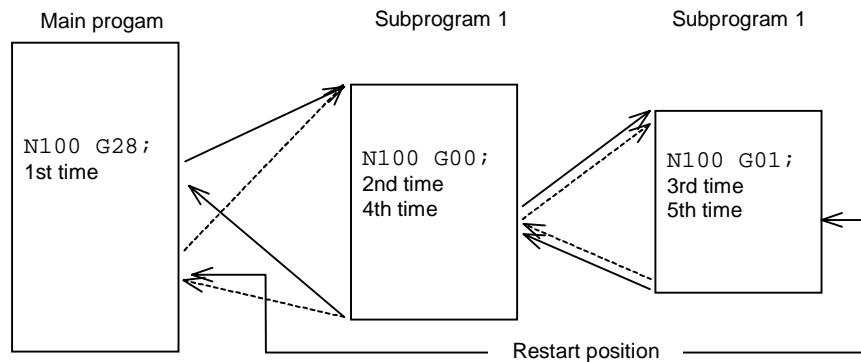 Main progam
Subprogram 1
Subprogram 1
N100 G28;
1st time
N100 G00;
2nd time
4th time
N100 G01;
3rd time
5th time
Restart position